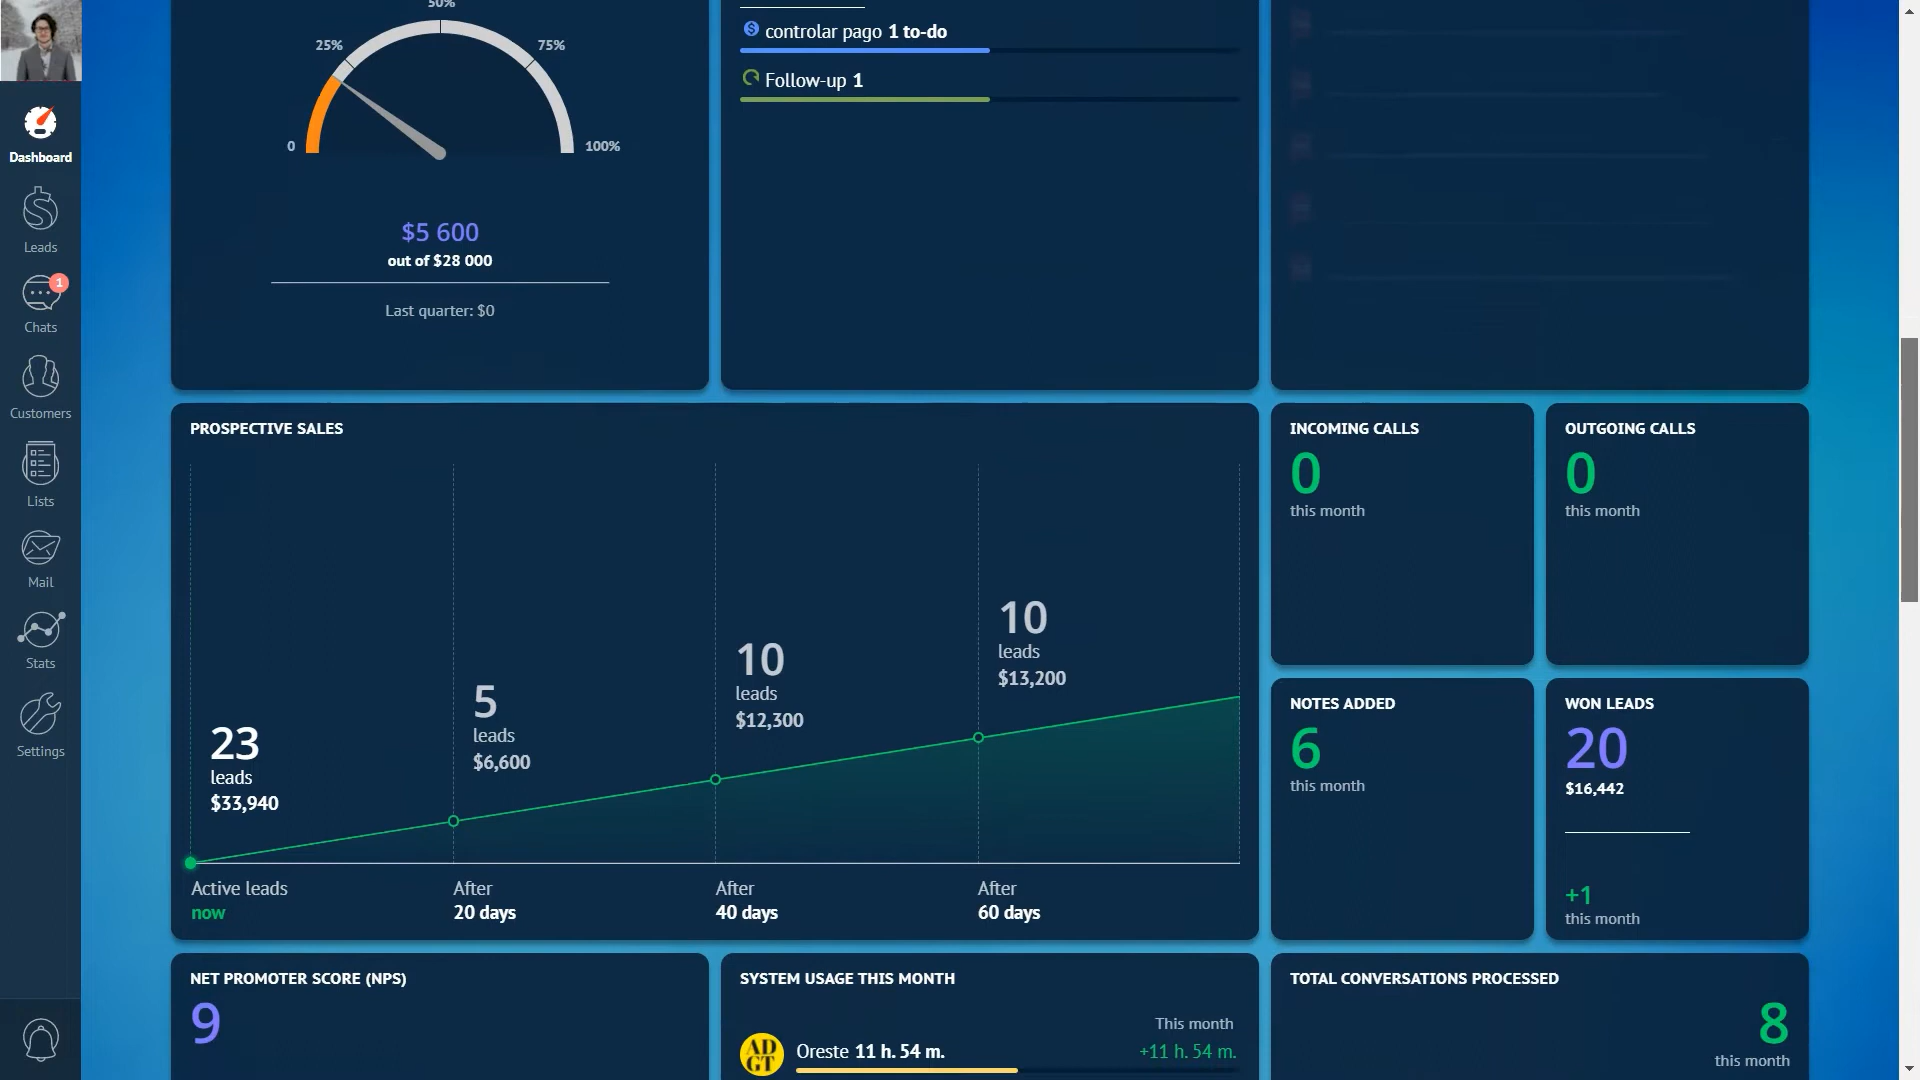 Dashboard
Leads
1
Chats
Customers
Lists
Mail
Stats
Settings
50%
25%
75%
0
100%
$5 600
out of $28 000
Last quarter: $0
controlar pago 1 to-do
Follow-up 1
PROSPECTIVE SALES
23
leads
$33,940
5
leads
$6,600
10
leads
$12,300
10
leads
$13,200
Active leads
now
After
20 days
After
40 days
After
60 days
INCOMING CALLS
0
this month
OUTGOING CALLS
0
this month
NOTES ADDED
6
this month
WON LEADS
20
$16,442
+1
this month
NET PROMOTER SCORE (NPS)
9
SYSTEM USAGE THIS MONTH
This month
AD
GT
Oreste 11 h. 54 m.
+11 h. 54 m.
TOTAL CONVERSATIONS PROCESSED
8
this month